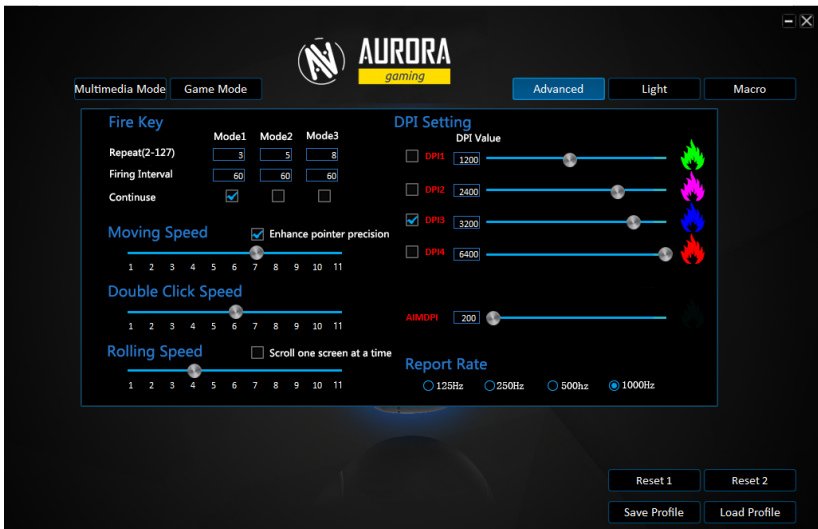 AURORA
gaming
Multimedia Mode Game Mode Advanced Light Macro
Fire Key
Mode1 Mode2 Mode3
Repeat(2-127) 3 5 8
Firing Interval 60 60 60
Continuse
Moving Speed Enhance pointer precision
1 2 3 4 5 6 7 8 9 10 11
Double Click Speed
1 2 3 4 5 6 7 8 9 10 11
Rolling Speed Scroll one screen at a time
1 2 3 4 5 6 7 8 9 10 11
DPI Setting
DPI Value
DPI1 1200
DPI2 2400
DPI3 3200
DPI4 6400
AIMDPI 200
Report Rate
125Hz 250Hz 500hz 1000Hz
Reset 1 Reset 2
Save Profile Load Profile